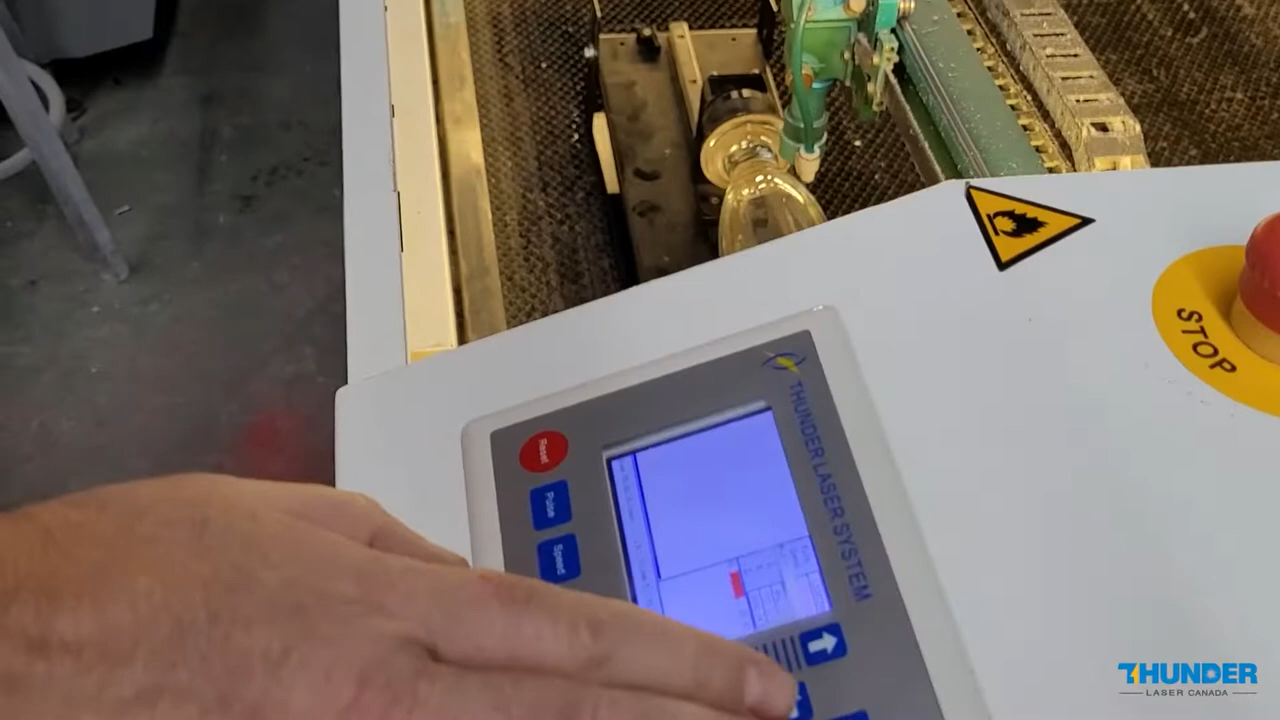 STOP
THUNDER LASER SYSTEM
Reset
Pulse
Speed
THUNDER
LASER CANADA